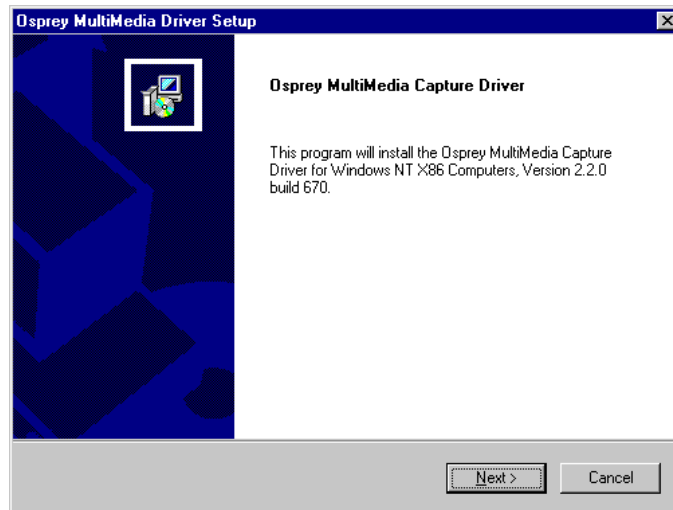 Osprey MultiMedia Driver Setup
Osprey MultiMedia Capture Driver
This program will install the Osprey MultiMedia Capture
Driver for Windows NT X86 Computers, Version 2.2.0
build 670.
Next >
Cancel